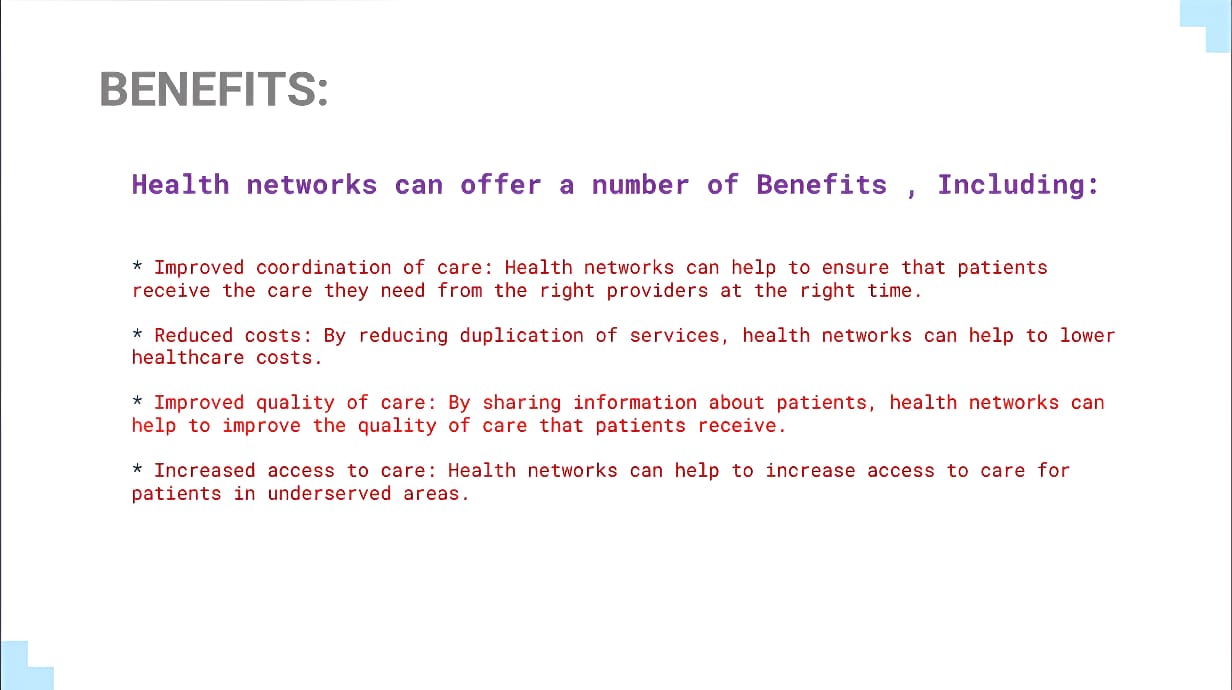 BENEFITS:
Health networks can offer a number of Benefits , Including:
* Improved coordination of care: Health networks can help to ensure that patients
receive the care they need from the right providers at the right time.
* Reduced costs: By reducing duplication of services, health networks can help to lower
healthcare costs.
* Improved quality of care: By sharing information about patients, health networks can
help to improve the quality of care that patients receive.
* Increased access to care: Health networks can help to increase access to care for
patients in underserved areas.